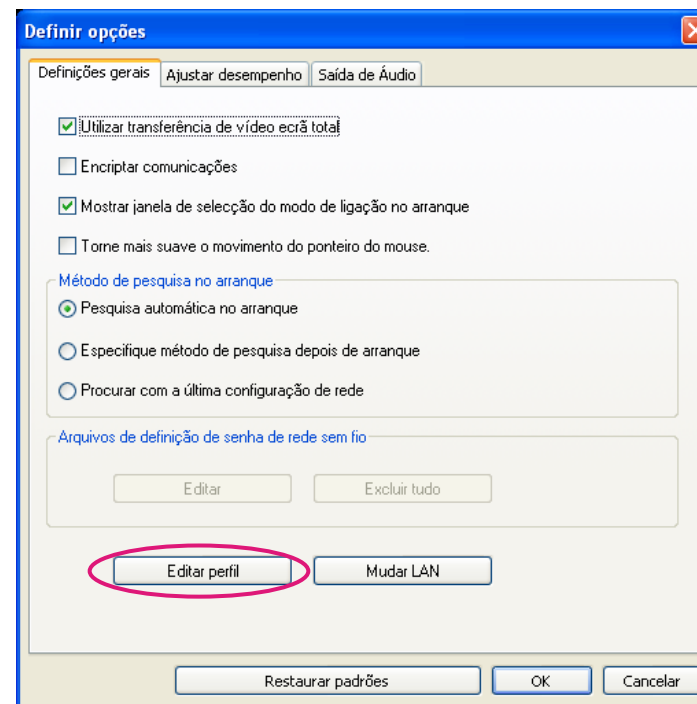 Definir opções
Definições gerais Ajustar desempenho Saída de Áudio
Utilizar transferência de vídeo ecrã total
Encriptar comunicações
Mostrar janela de selecção do modo de ligação no arranque
Torne mais suave o movimento do ponteiro do mouse.
Método de pesquisa no arranque
Pesquisa automática no arranque
Especifique método de pesquisa depois de arranque
Procurar com a última configuração de rede
Arquivos de definição de senha de rede sem fio
Editar Excluir tudo
Editar perfil Mudar LAN
Restaurar padrões OK Cancelar